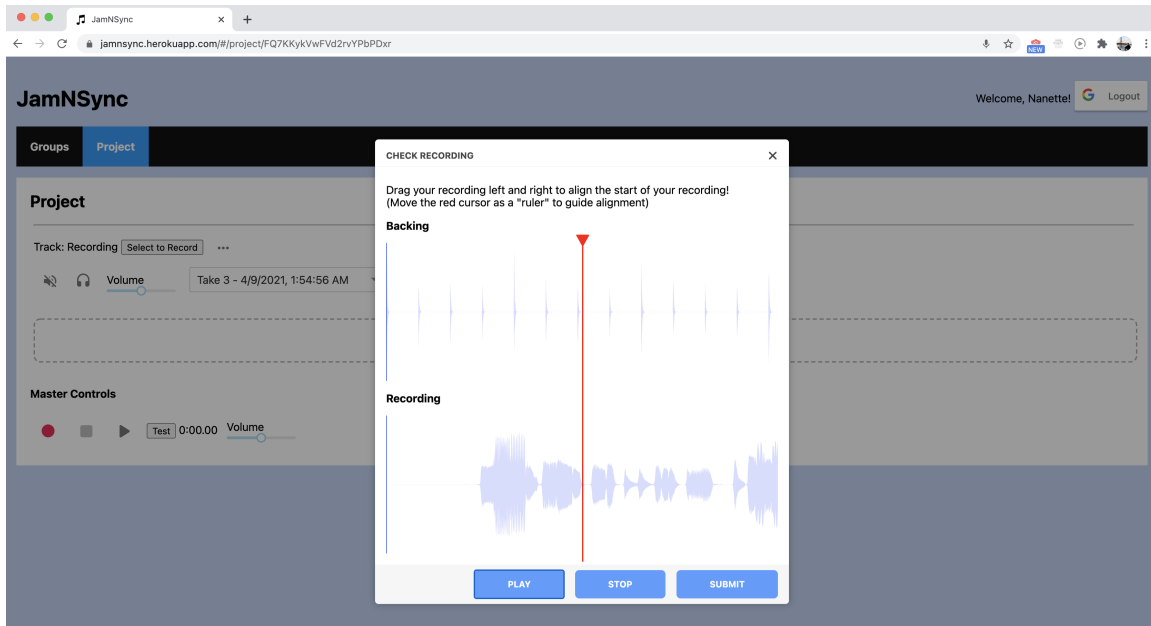 JamNSync
jamnsync.herokuapp.com/#/project/FQ7KKykVwFVd2rvYPbPDxr
NEW
JamNSync
Welcome, Nanette!
G Logout
Groups Project
Project
Track: Recording Select to Record ...
Volume
Take 3 - 4/9/2021, 1:54:56 AM
Master Controls
Test 0:00.00 Volume
CHECK RECORDING
Drag your recording left and right to align the start of your recording!
(Move the red cursor as a "ruler" to guide alignment)
Backing
Recording
PLAY STOP SUBMIT